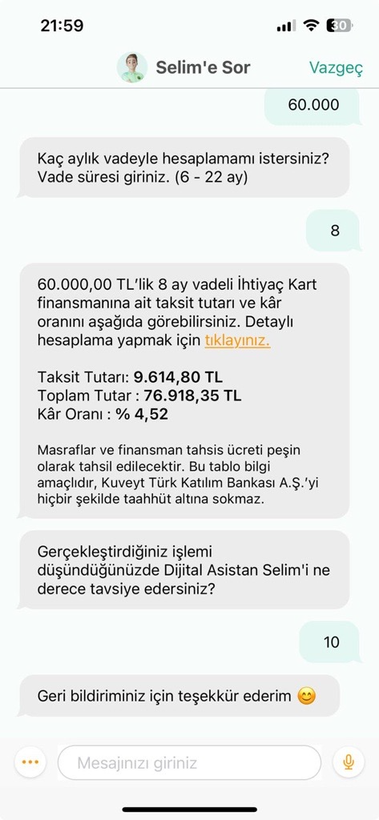 21:59
30
Selim'e Sor
Vazgeç
60.000
Kaç aylık vadeyle hesaplamamı istersiniz?
Vade süresi giriniz. (6 - 22 ay)
8
60.000,00 TL’lik 8 ay vadeli İhtiyaç Kart
finansmanına ait taksit tutarı ve kâr
oranını aşağıda görebilirsiniz. Detaylı
hesaplama yapmak için tıklayınız.
Taksit Tutarı: 9.614,80 TL
Toplam Tutar : 76.918,35 TL
Kâr Oranı : % 4,52
Masraflar ve finansman tahsis ücreti peşin
olarak tahsil edilecektir. Bu tablo bilgi
amaçlıdır, Kuveyt Türk Katılım Bankası A.Ş.’yi
hiçbir şekilde taahhüt altına sokmaz.
Gerçekleştirdiğiniz işlemi
düşündüğünüzde Dijital Asistan Selim'i ne
derece tavsiye edersiniz?
10
Geri bildiriminiz için teşekkür ederim 😊
Mesajınızı giriniz